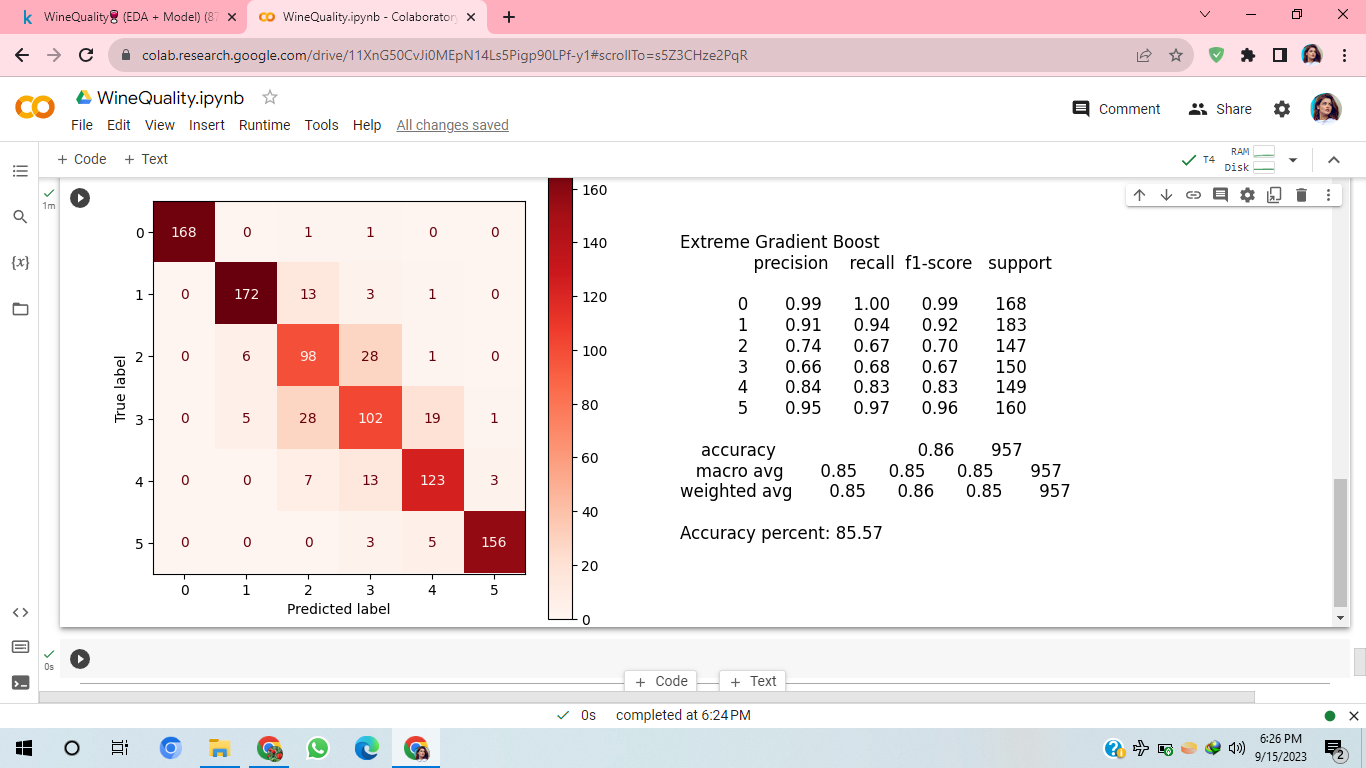 WineQuality🍷 (EDA + Model) (87
WineQuality.ipynb - Colaboratory
colab.research.google.com/drive/11XnG50CvJi0MEpN14Ls5Pigp90LPf-y1#scrollTo=s5Z3CHze2PqR
WineQuality.ipynb
Comment Share
File Edit View Insert Runtime Tools Help All changes saved
+ Code + Text
T4 RAM Disk
1m
160
140
120
100
80
60
40
20
0
True label
0 168 0 1 1 0 0
1 0 172 13 3 1 0
2 0 6 98 28 1 0
3 0 5 28 102 19 1
4 0 0 7 13 123 3
5 0 0 0 3 5 156
0 1 2 3 4 5
Predicted label
Extreme Gradient Boost
precision recall f1-score support
0 0.99 1.00 0.99 168
1 0.91 0.94 0.92 183
2 0.74 0.67 0.70 147
3 0.66 0.68 0.67 150
4 0.84 0.83 0.83 149
5 0.95 0.97 0.96 160
accuracy 0.86 957
macro avg 0.85 0.85 0.85 957
weighted avg 0.85 0.86 0.85 957
Accuracy percent: 85.57
{x}
0s
+ Code + Text
0s completed at 6:24 PM
6:26 PM
9/15/2023
2